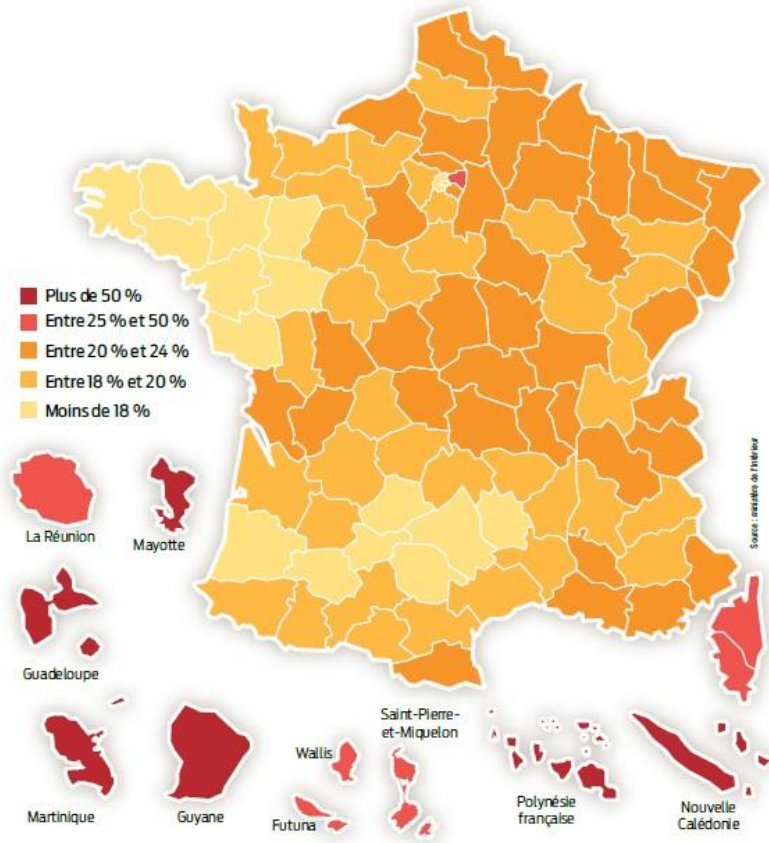 Plus de 50 %
Entre 25 % et 50 %
Entre 20 % et 24 %
Entre 18 % et 20 %
Moins de 18 %
Source : ministère de l'Intérieur
La Réunion
Mayotte
Guadeloupe
Saint-Pierre-
et-Miquelon
Wallis
Futuna
Martinique
Guyane
Polynésie
française
Nouvelle
Calédonie